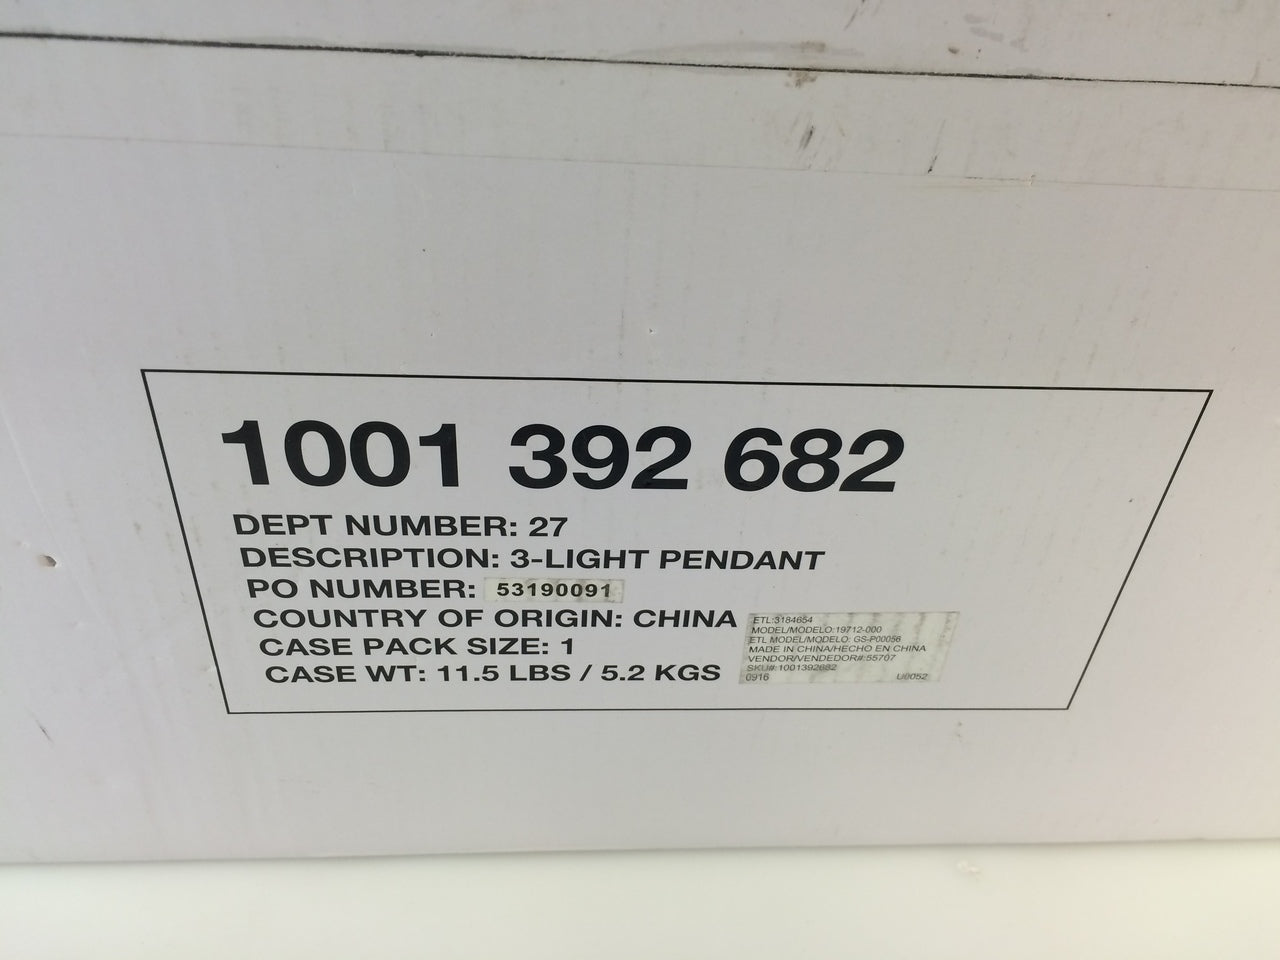 1001 392 682
DEPT NUMBER: 27
DESCRIPTION: 3-LIGHT PENDANT
PO NUMBER: 53190091
COUNTRY OF ORIGIN: CHINA
CASE PACK SIZE: 1
CASE WT: 11.5 LBS / 5.2 KGS
ETL:3184654
MODEL/MODELO:19712-000
ETL MODEL/MODELO: GS-P00056
MADE IN CHINA/HECHO EN CHINA
VENDOR/VENDEDOR#:55707
SKU#:1001392682
0916 U0052